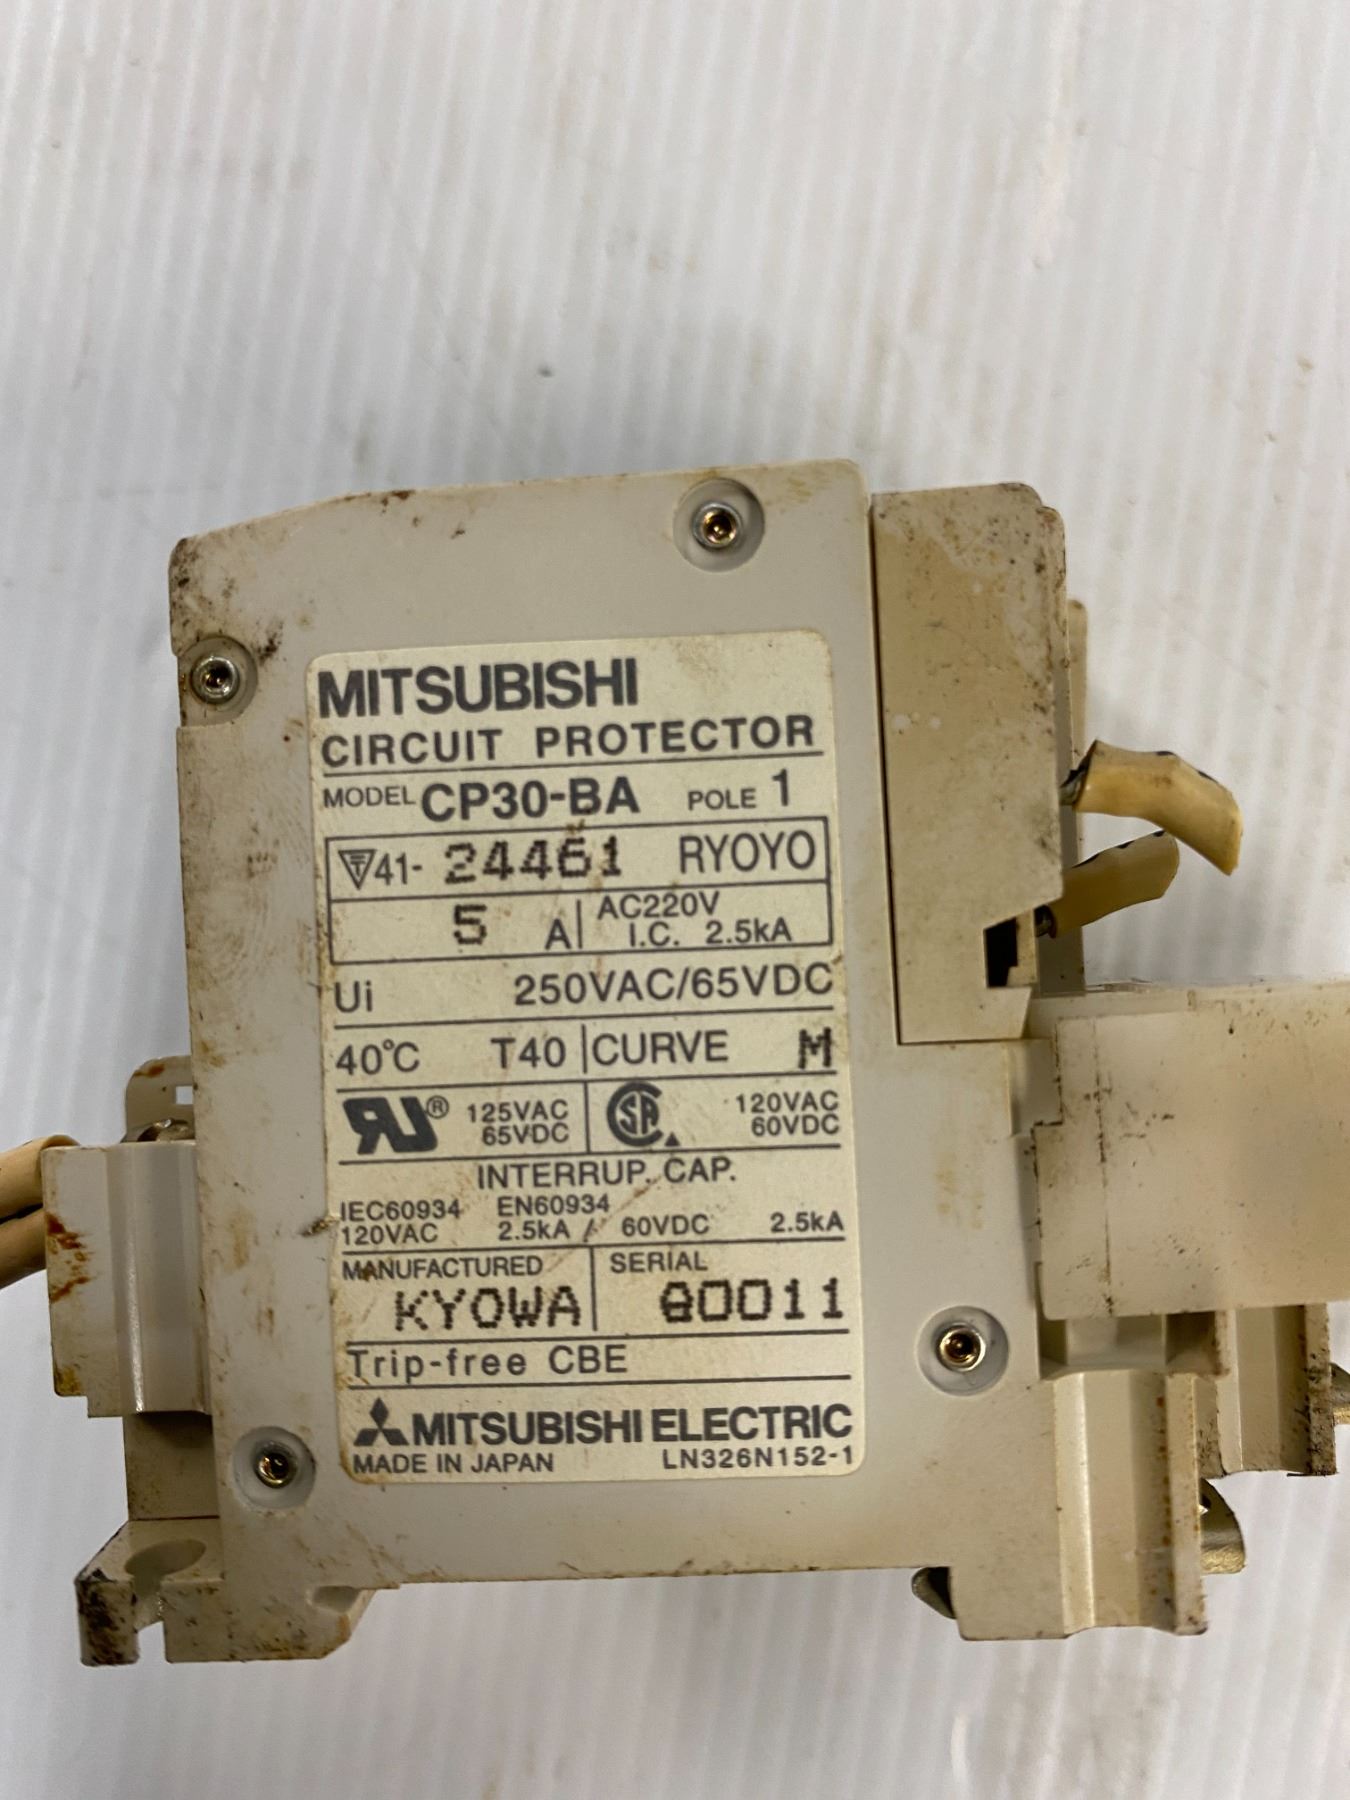 MITSUBISHI
CIRCUIT PROTECTOR
MODEL CP30-BA POLE 1
41- 24461 RYOYO
5 A AC220V
I.C. 2.5kA
Ui 250VAC/65VDC
40°C T40 CURVE M
RU® 125VAC 65VDC SA 120VAC 60VDC
INTERRUP. CAP.
IEC60934 EN60934
120VAC 2.5kA / 60VDC 2.5kA
MANUFACTURED SERIAL
KYOWA
Trip-free CBE
MITSUBISHI ELECTRIC
MADE IN JAPAN LN326N152-1